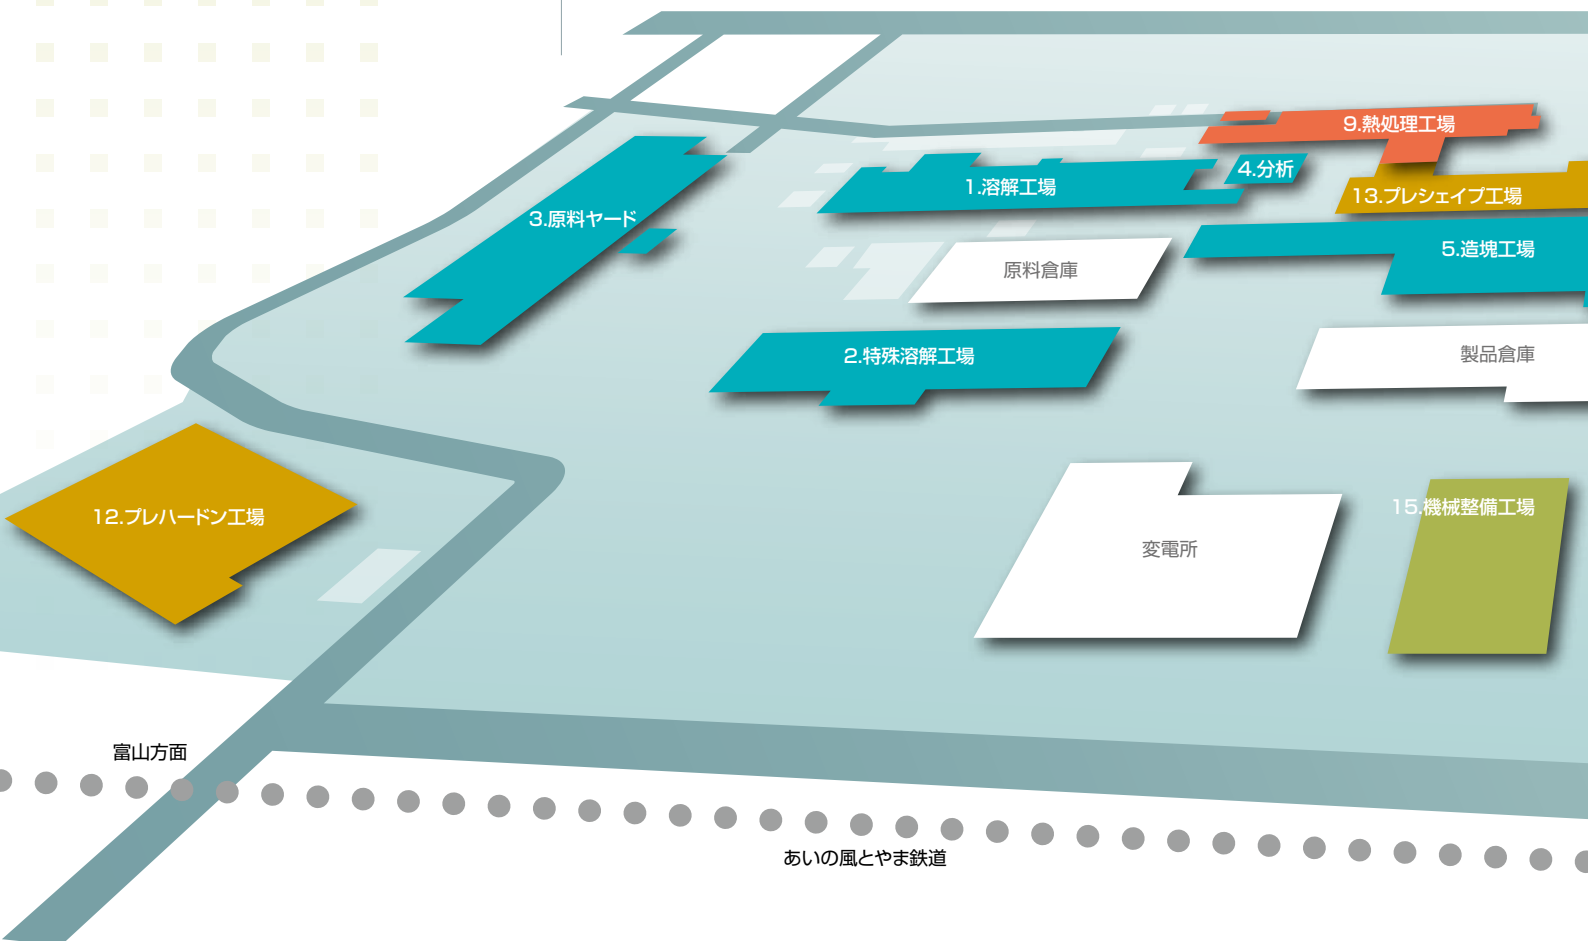 9.熱処理工場
4.分析
1.溶解工場
13.プレシェイプ工場
3.原料ヤード
5.造塊工場
原料倉庫
2.特殊溶解工場
製品倉庫
15.機械整備工場
12.プレハードン工場
変電所
富山方面
あいの風とやま鉄道